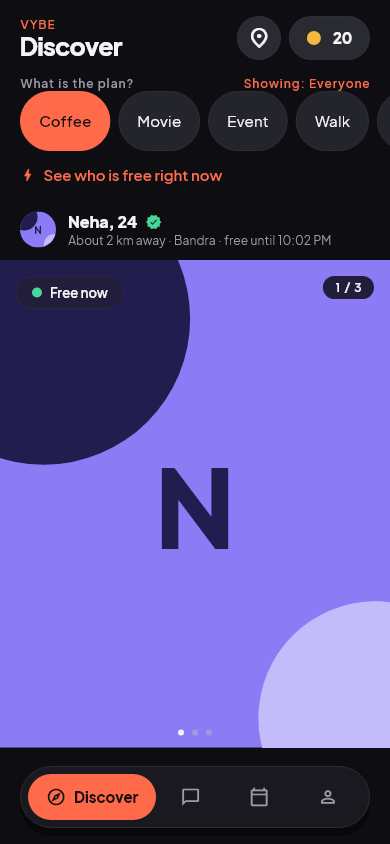 VYBE
Discover
20
What is the plan?
Showing: Everyone
Coffee
Movie
Event
Walk
See who is free right now
N
Neha, 24
About 2 km away · Bandra · free until 10:02 PM
Free now
1 / 3
N
Discover